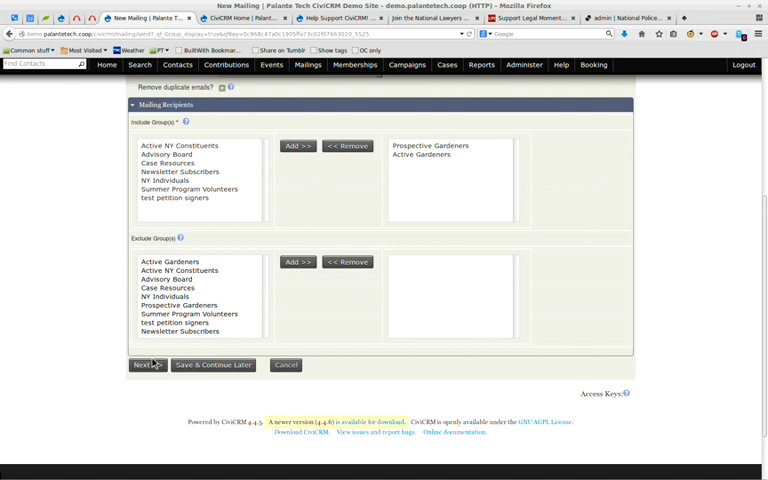 New Mailing | Palante Tech CiviCRM Demo Site - demo.palantetech.coop (HTTP) - Mozilla Firefox
New Mailing | Palante T... CiviCRM Home | Palant... Help Support CiviCRM! ... Join the National Lawyers ... Support Legal Moment... admin | National Police...
Google
Common stuff Most Visited Weather PT BuiltWith Bookmar... Share on Tumblr Show tags OC only
Find Contacts Home Search Contacts Contributions Events Mailings Memberships Campaigns Cases Reports Administer Help Booking Logout
Remove duplicate emails?
Mailing Recipients
Include Group(s) *
Active NY Constituents
Advisory Board
Case Resources
Newsletter Subscribers
NY Individuals
Summer Program Volunteers
test petition signers
Add >> << Remove
Prospective Gardeners
Active Gardeners
Exclude Group(s)
Active Gardeners
Active NY Constituents
Advisory Board
Case Resources
NY Individuals
Prospective Gardeners
Summer Program Volunteers
test petition signers
Newsletter Subscribers
Add >> << Remove
Next >> Save & Continue Later Cancel
Access Keys:
Powered by CiviCRM 4.4.5. A newer version (4.4.6) is available for download. CiviCRM is openly available under the GNU AGPL License.
Download CiviCRM. View issues and report bugs. Online documentation.